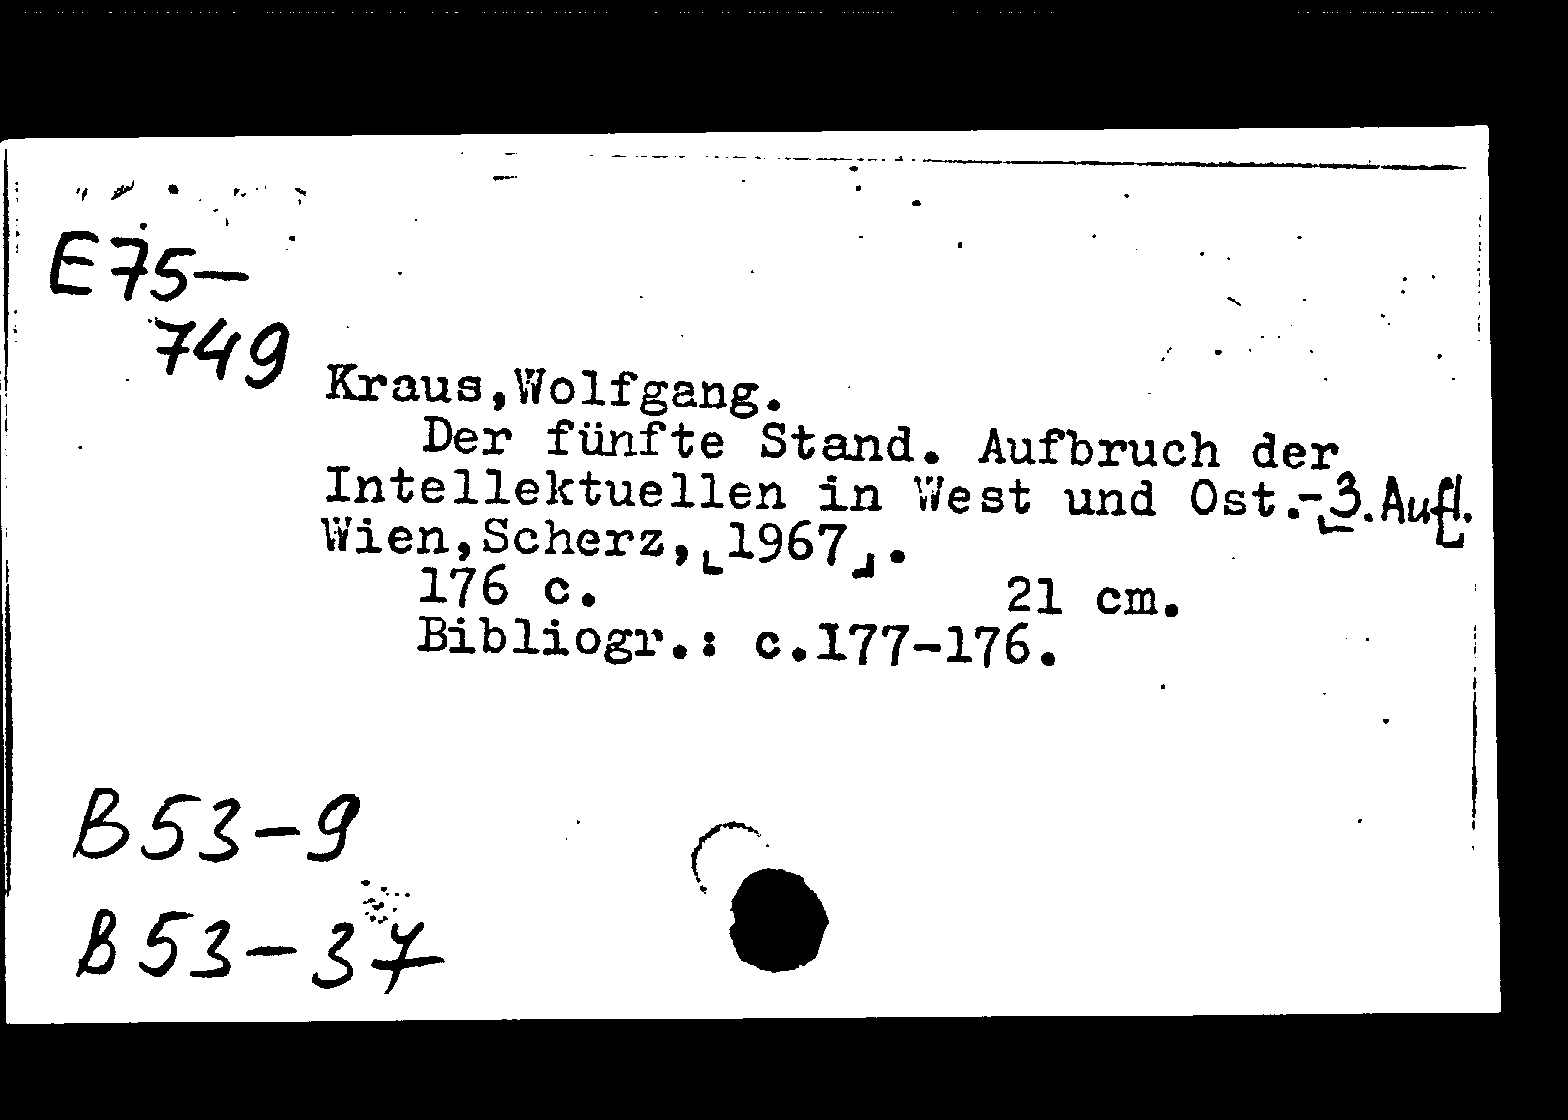 E75-
749
Kraus,Wolfgang.
Der fünfte Stand. Aufbruch der
Intellektuellen in West und Ost.-[3.Aufl.]
Wien,Scherz,[1967].
176 c. 21 cm.
Bibliogr.: c.177-176.
B53-9
B53-37